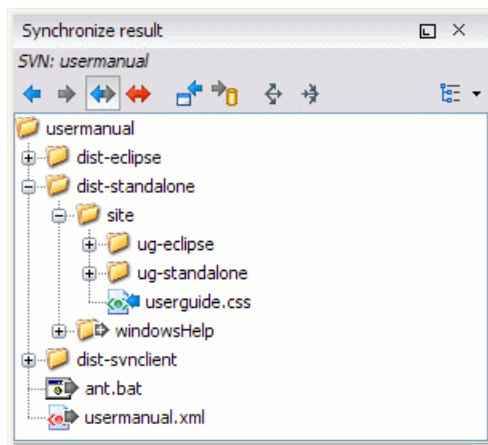 Synchronize result
SVN: usermanual
usermanual
dist-eclipse
dist-standalone
site
ug-eclipse
ug-standalone
userguide.css
windowsHelp
dist-svnclient
ant.bat
usermanual.xml